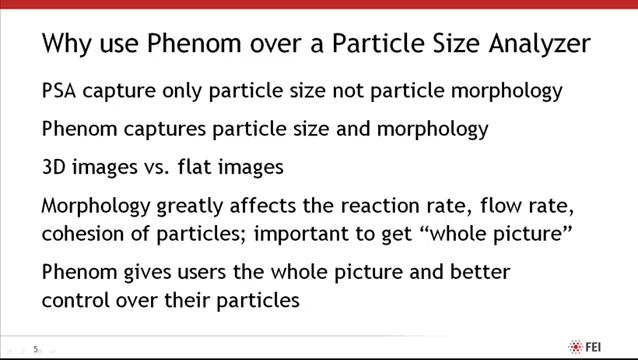 Why use Phenom over a Particle Size Analyzer
PSA capture only particle size not particle morphology
Phenom captures particle size and morphology
3D images vs. flat images
Morphology greatly affects the reaction rate, flow rate,
cohesion of particles; important to get “whole picture”
Phenom gives users the whole picture and better
control over their particles
5
FEI